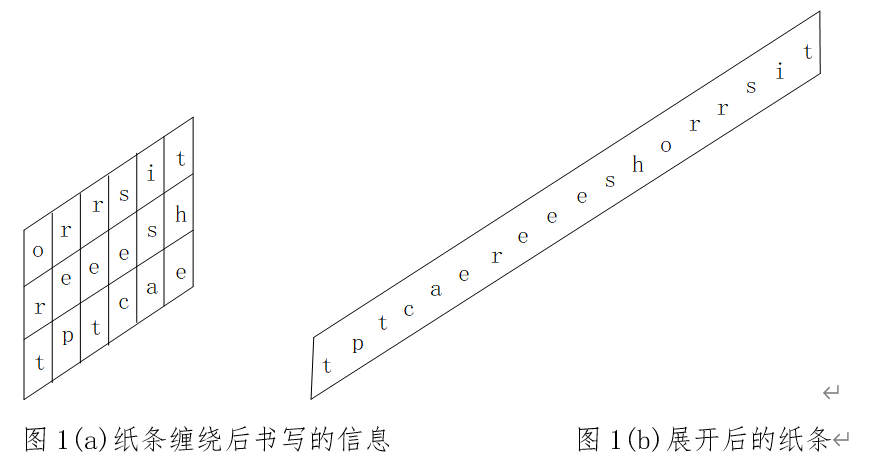 o r r s i t
r e e e s h
t p t c a e
t p t c a e r e e e s h o r r s i t
图 1(a)纸条缠绕后书写的信息
图 1(b)展开后的纸条